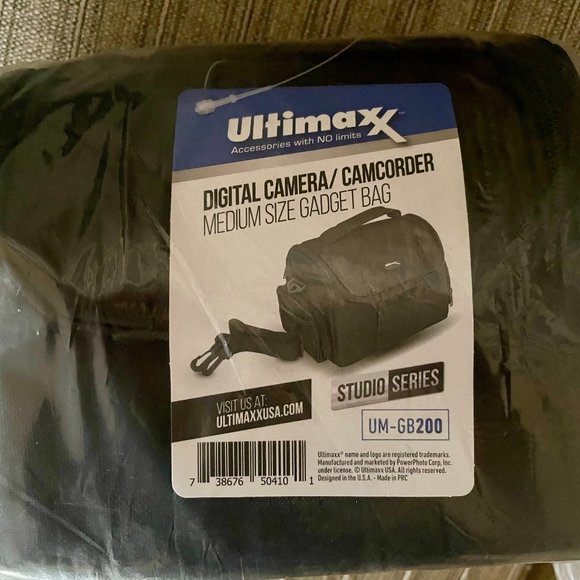 Ultimaxx™
Accessories with NO limits
DIGITAL CAMERA/ CAMCORDER
MEDIUM SIZE GADGET BAG
STUDIO SERIES
VISIT US AT:
ULTIMAXXUSA.COM
UM-GB200
Ultimaxx® name and logo are registered trademarks.
Manufactured and marketed by PowerPhoto Corp, Inc.
under license, © Ultimaxx USA. All rights reserved.
Designed in the U.S.A. - Made in PRC
7 38676 50410 1